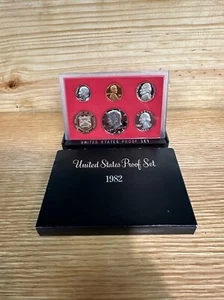 UNITED STATES PROOF SET
United States Proof Set
1982